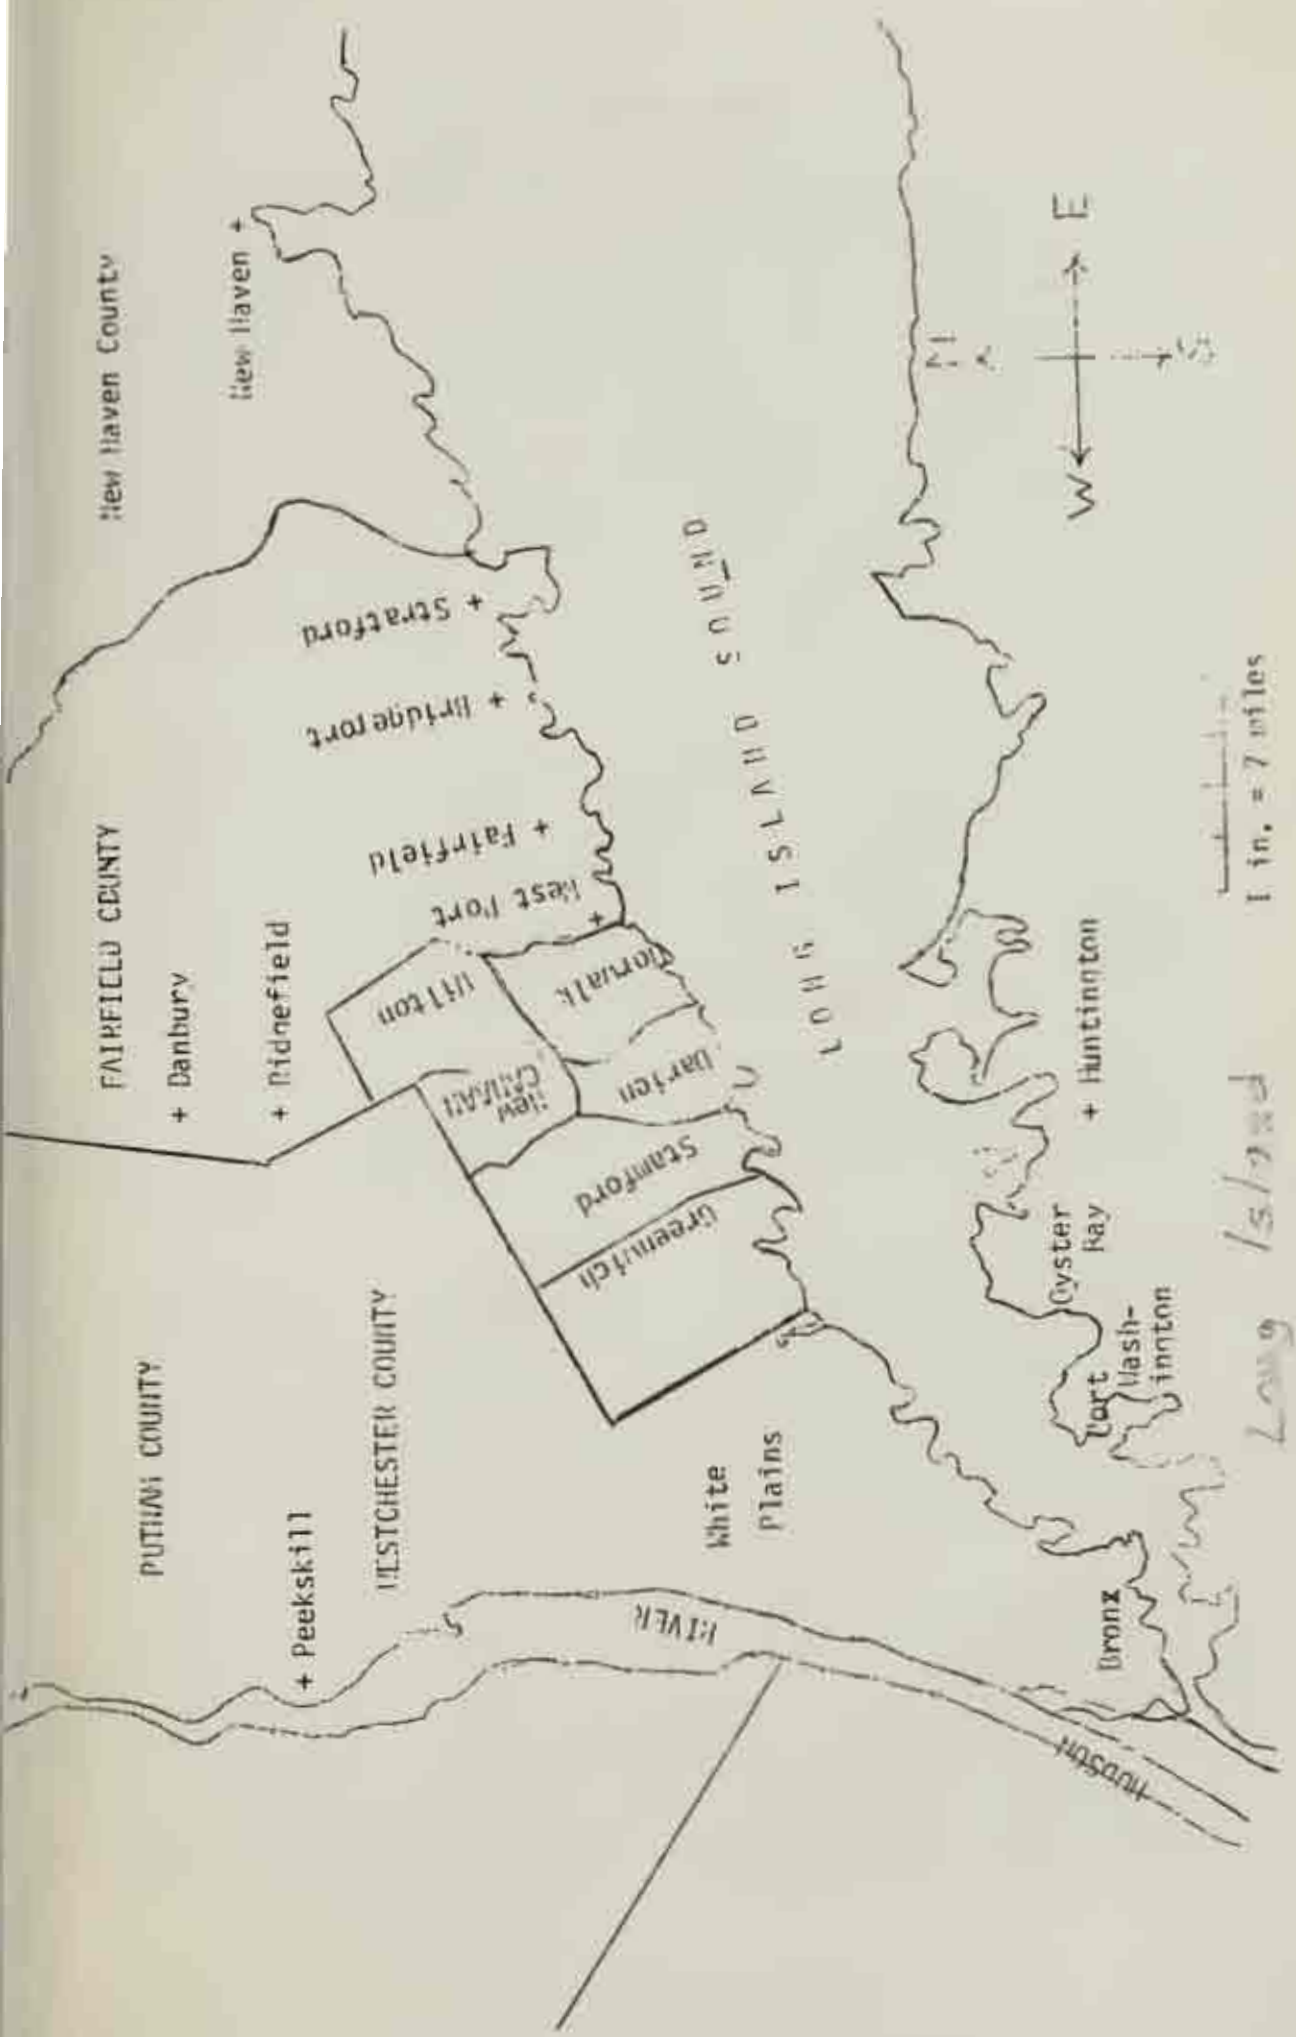 New Haven County
New Haven +
FAIRFIELD COUNTY
+ Danbury
+ Ridgefield
+ Stratford
+ Bridgeport
+ Fairfield
West Port
+
Wilton
Norwalk
New
CANAAN
Darien
Stamford
Greenwich
PUTNAM COUNTY
+ Peekskill
WESTCHESTER COUNTY
White
Plains
HUDSON RIVER
Bronx
LONG ISLAND SOUND
+ Huntington
Oyster
Bay
Port
Wash-
ington
Long Island
N
W E
S
1 in. = 7 miles